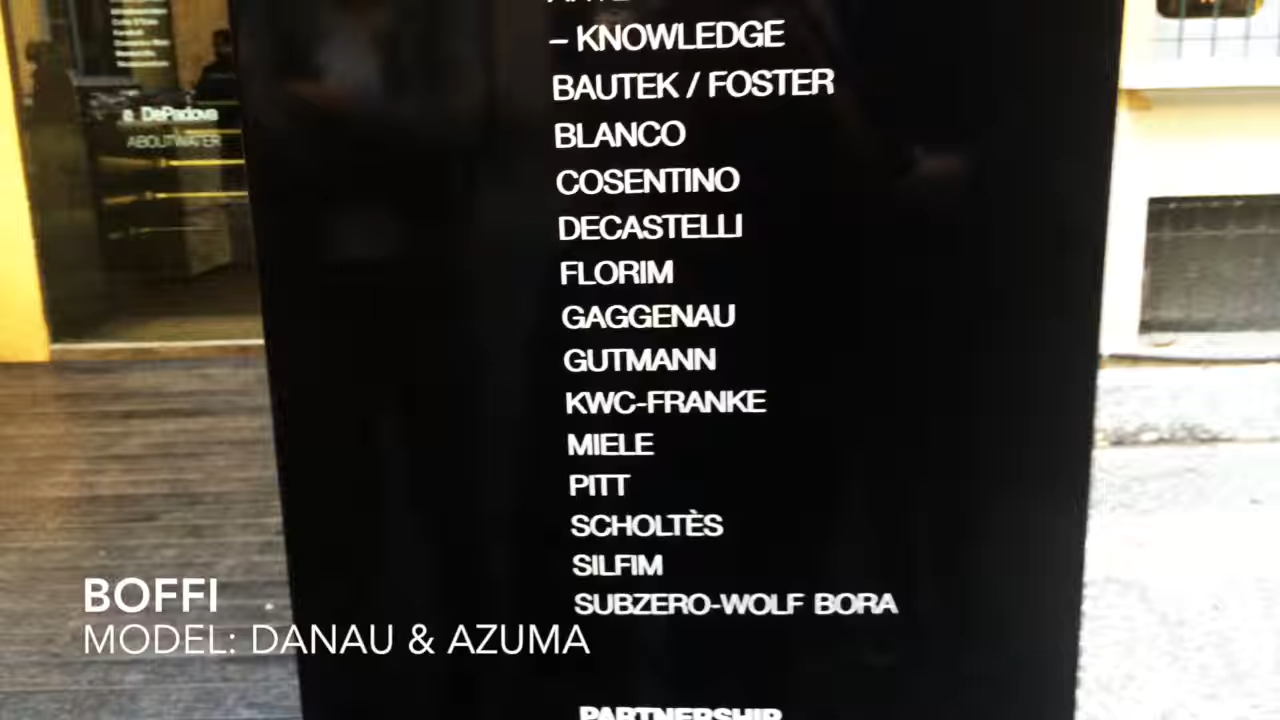 – KNOWLEDGE
BAUTEK / FOSTER
BLANCO
COSENTINO
DECASTELLI
FLORIM
GAGGENAU
GUTMANN
KWC-FRANKE
MIELE
PITT
SCHOLTÈS
SILFIM
SUBZERO-WOLF BORA
PARTNERSHIP
DePadova
ABOUTWATER
BOFFI
MODEL: DANAU & AZUMA